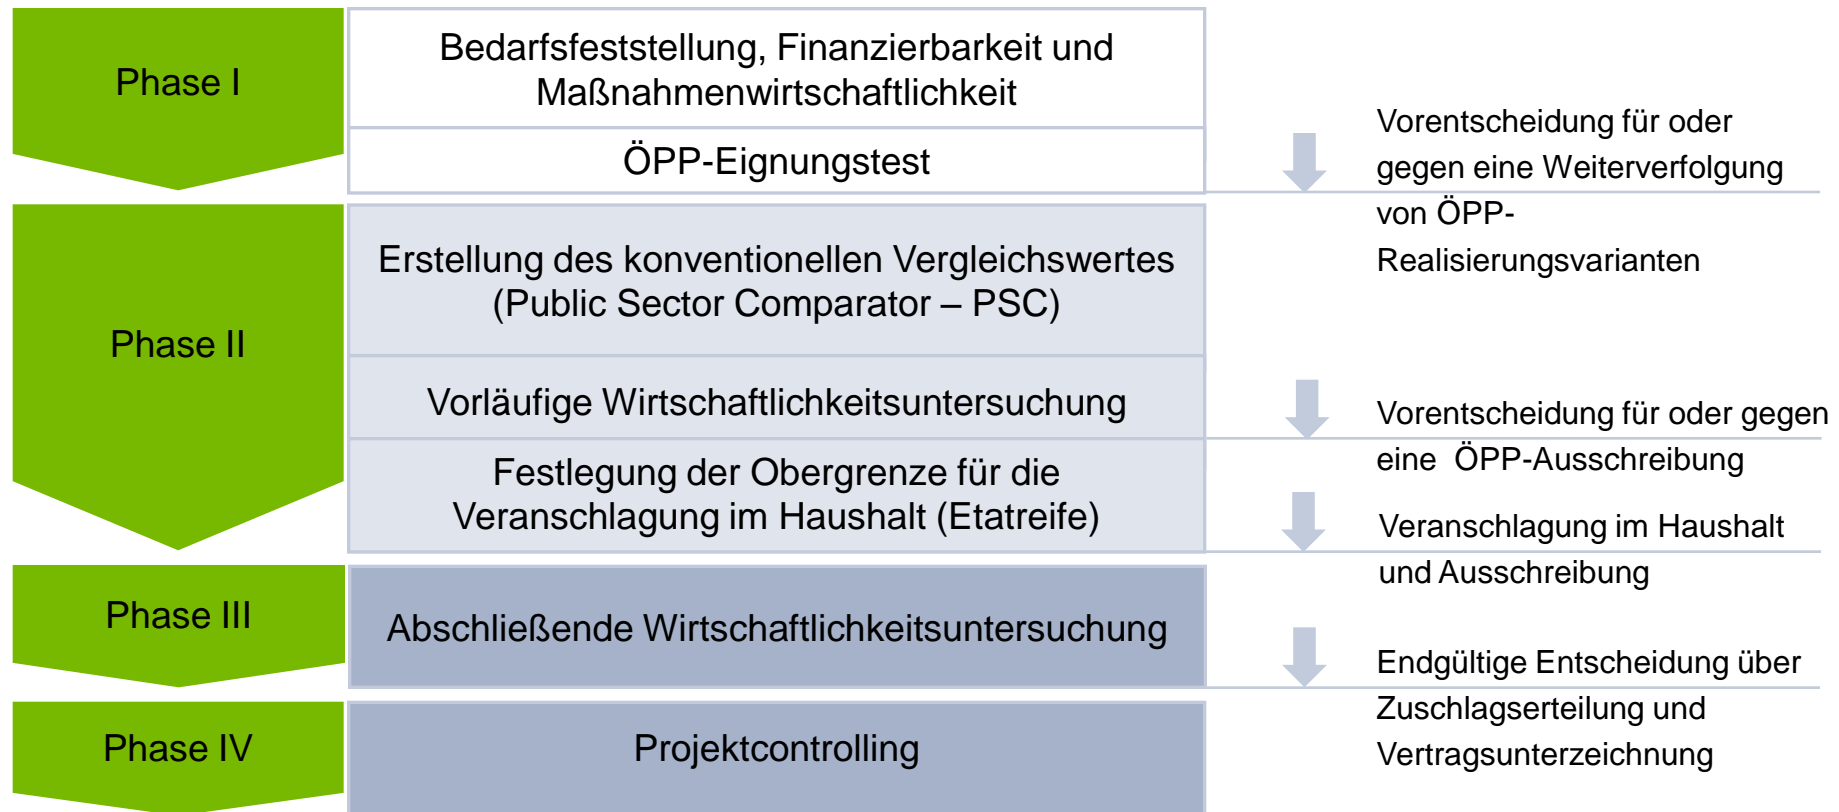 Phase I
Bedarfsfeststellung, Finanzierbarkeit und
Maßnahmenwirtschaftlichkeit
ÖPP-Eignungstest
Vorentscheidung für oder
gegen eine Weiterverfolgung
von ÖPP-
Realisierungsvarianten
Phase II
Erstellung des konventionellen Vergleichswertes
(Public Sector Comparator – PSC)
Vorläufige Wirtschaftlichkeitsuntersuchung
Vorentscheidung für oder gegen
eine ÖPP-Ausschreibung
Festlegung der Obergrenze für die
Veranschlagung im Haushalt (Etatreife)
Veranschlagung im Haushalt
und Ausschreibung
Phase III
Abschließende Wirtschaftlichkeitsuntersuchung
Endgültige Entscheidung über
Zuschlagserteilung und
Vertragsunterzeichnung
Phase IV
Projektcontrolling